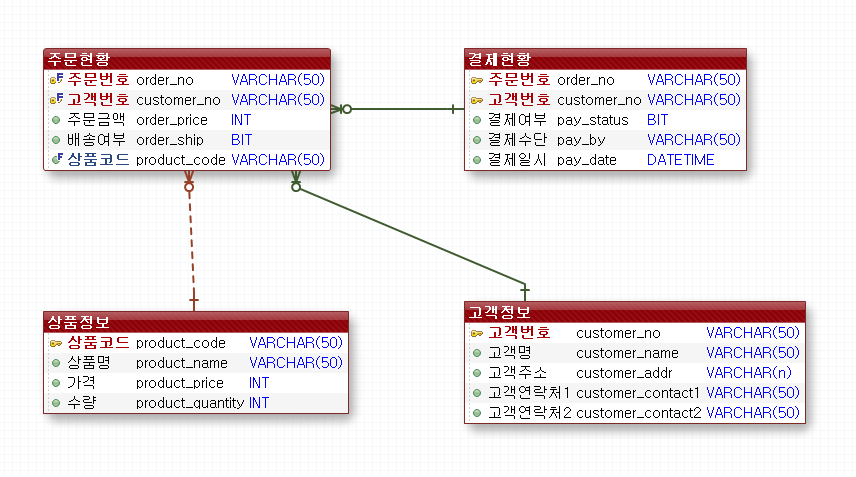 주문현황
주문번호 order_no VARCHAR(50)
고객번호 customer_no VARCHAR(50)
주문금액 order_price INT
배송여부 order_ship BIT
상품코드 product_code VARCHAR(50)
결제현황
주문번호 order_no VARCHAR(50)
고객번호 customer_no VARCHAR(50)
결제여부 pay_status BIT
결제수단 pay_by VARCHAR(50)
결제일시 pay_date DATETIME
상품정보
상품코드 product_code VARCHAR(50)
상품명 product_name VARCHAR(50)
가격 product_price INT
수량 product_quantity INT
고객정보
고객번호 customer_no VARCHAR(50)
고객명 customer_name VARCHAR(50)
고객주소 customer_addr VARCHAR(n)
고객연락처1 customer_contact1 VARCHAR(50)
고객연락처2 customer_contact2 VARCHAR(50)